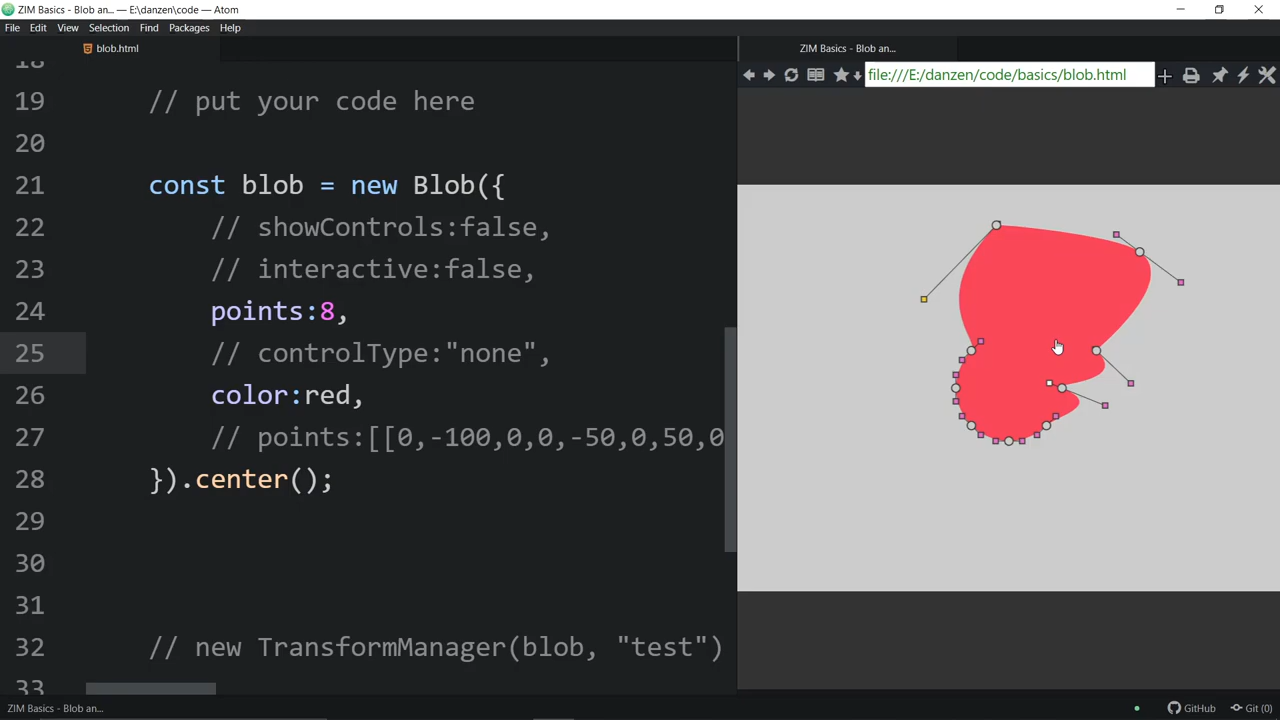 ZIM Basics - Blob an... — E:\danzen\code — Atom
File Edit View Selection Find Packages Help
blob.html
ZIM Basics - Blob an...
file:///E:/danzen/code/basics/blob.html
18
19 // put your code here
20
21 const blob = new Blob({
22 // showControls:false,
23 // interactive:false,
24 points:8,
25 // controlType:"none",
26 color:red,
27 // points:[[0,-100,0,0,-50,0,50,0
28 }).center();
29
30
31
32 // new TransformManager(blob, "test")
33
ZIM Basics - Blob an...
GitHub
Git (0)